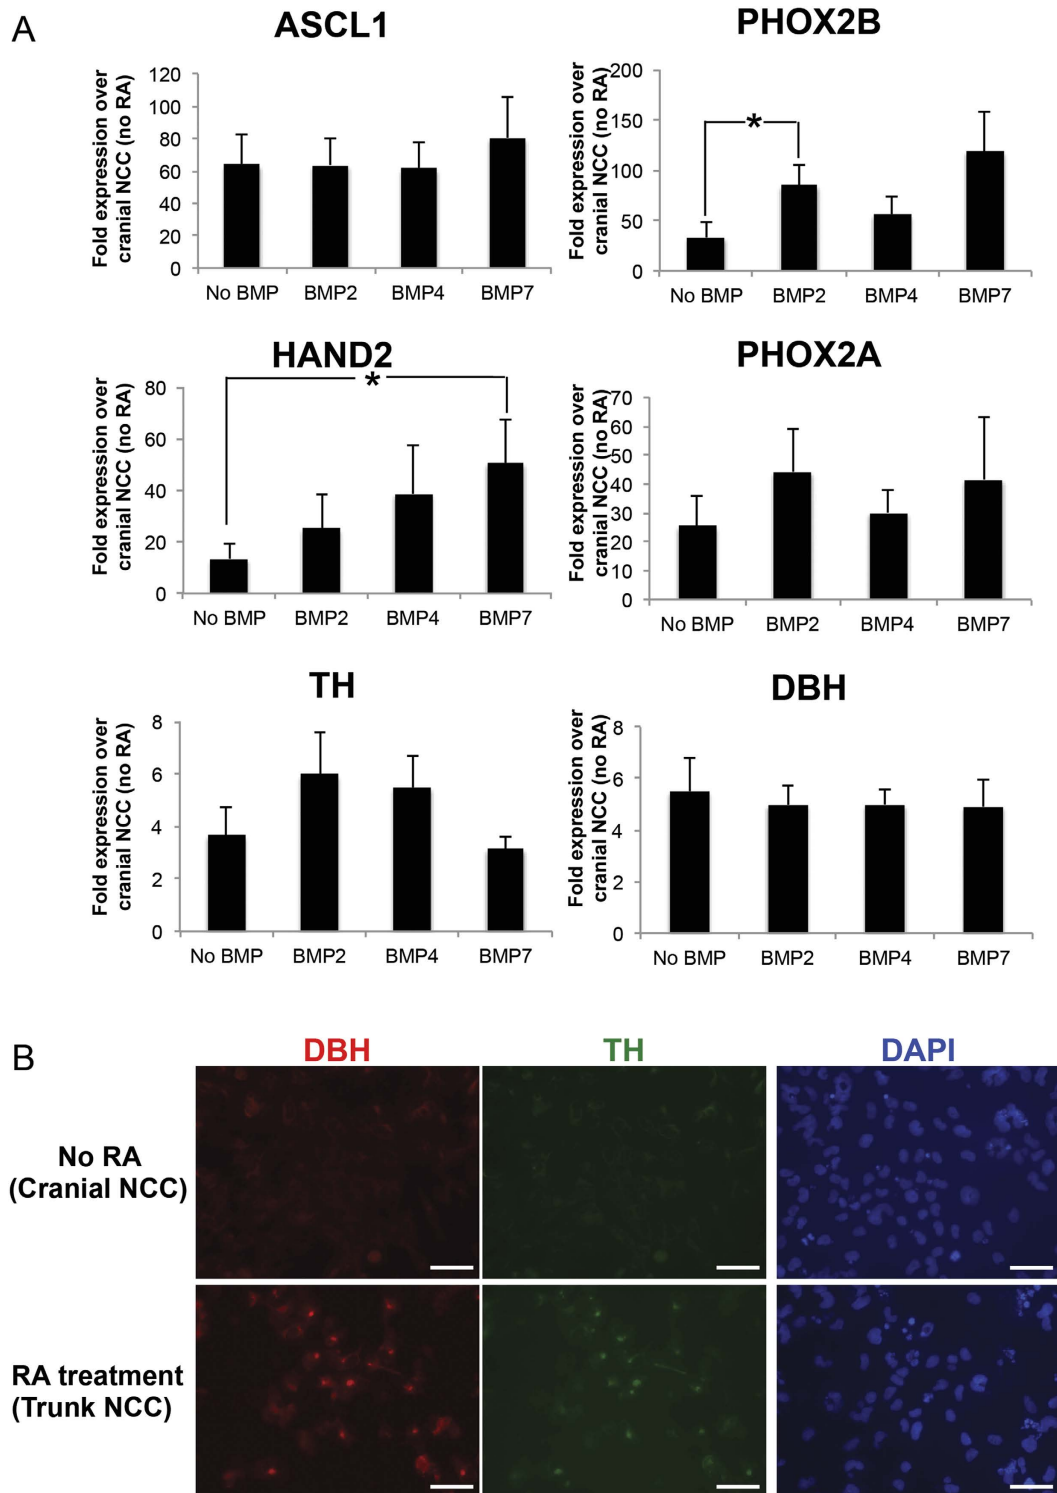 A
ASCL1
Fold expression over
cranial NCC (no RA)
120
100
80
60
40
20
0
No BMP BMP2 BMP4 BMP7
PHOX2B
Fold expression over
cranial NCC (no RA)
200
150
100
50
0
*
No BMP BMP2 BMP4 BMP7
HAND2
Fold expression over
cranial NCC (no RA)
80
60
40
20
0
*
No BMP BMP2 BMP4 BMP7
PHOX2A
Fold expression over
cranial NCC (no RA)
70
60
50
40
30
20
10
0
No BMP BMP2 BMP4 BMP7
TH
Fold expression over
cranial NCC (no RA)
8
6
4
2
0
No BMP BMP2 BMP4 BMP7
DBH
Fold expression over
cranial NCC (no RA)
8
6
4
2
0
No BMP BMP2 BMP4 BMP7
B
DBH TH DAPI
No RA
(Cranial NCC)
RA treatment
(Trunk NCC)